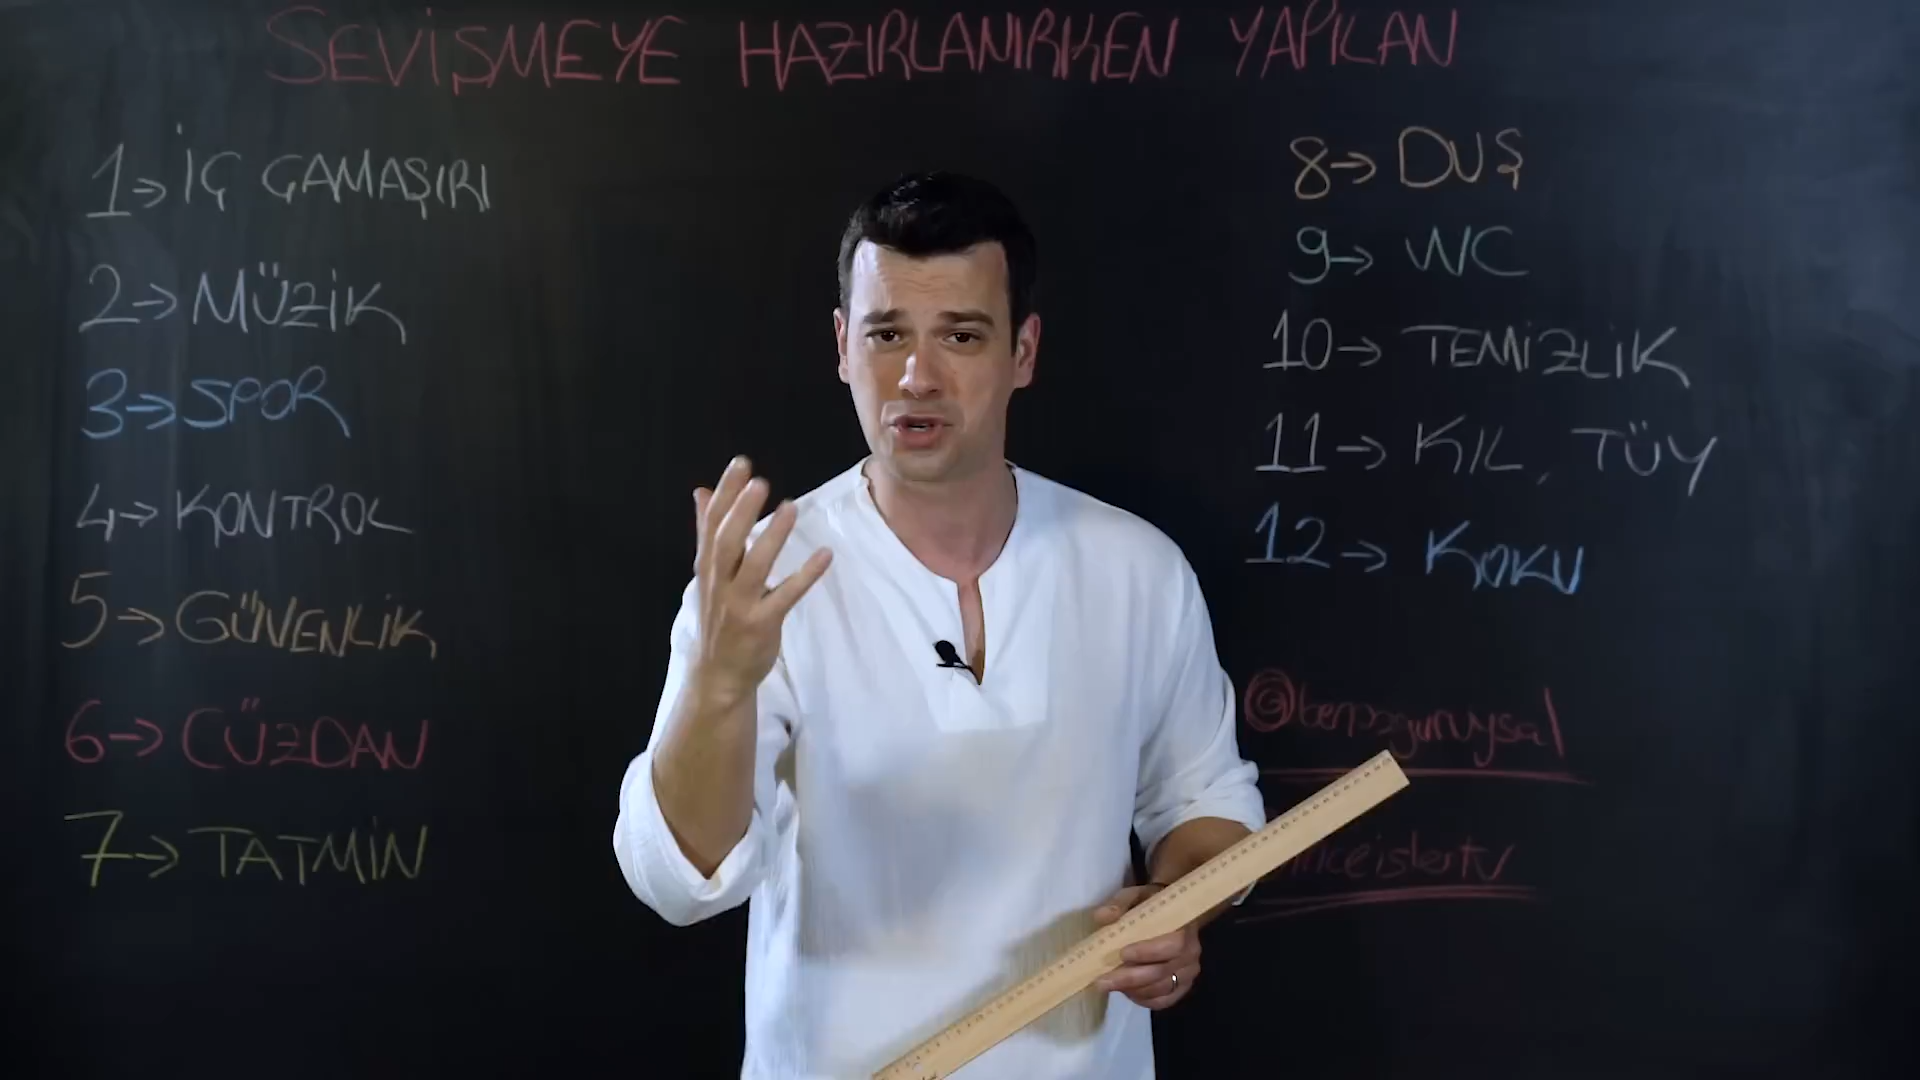 SEVİŞMEYE HAZIRLANIRKEN YAPILAN
1→ İÇ ÇAMAŞIRI
2→ MÜZİK
3→ SPOR
4→ KONTROL
5→ GÜVENLİK
6→ CÜZDAN
7→ TATMİN
8→ DUŞ
9→ WC
10→ TEMİZLİK
11→ KIL, TÜY
12→ KOKU